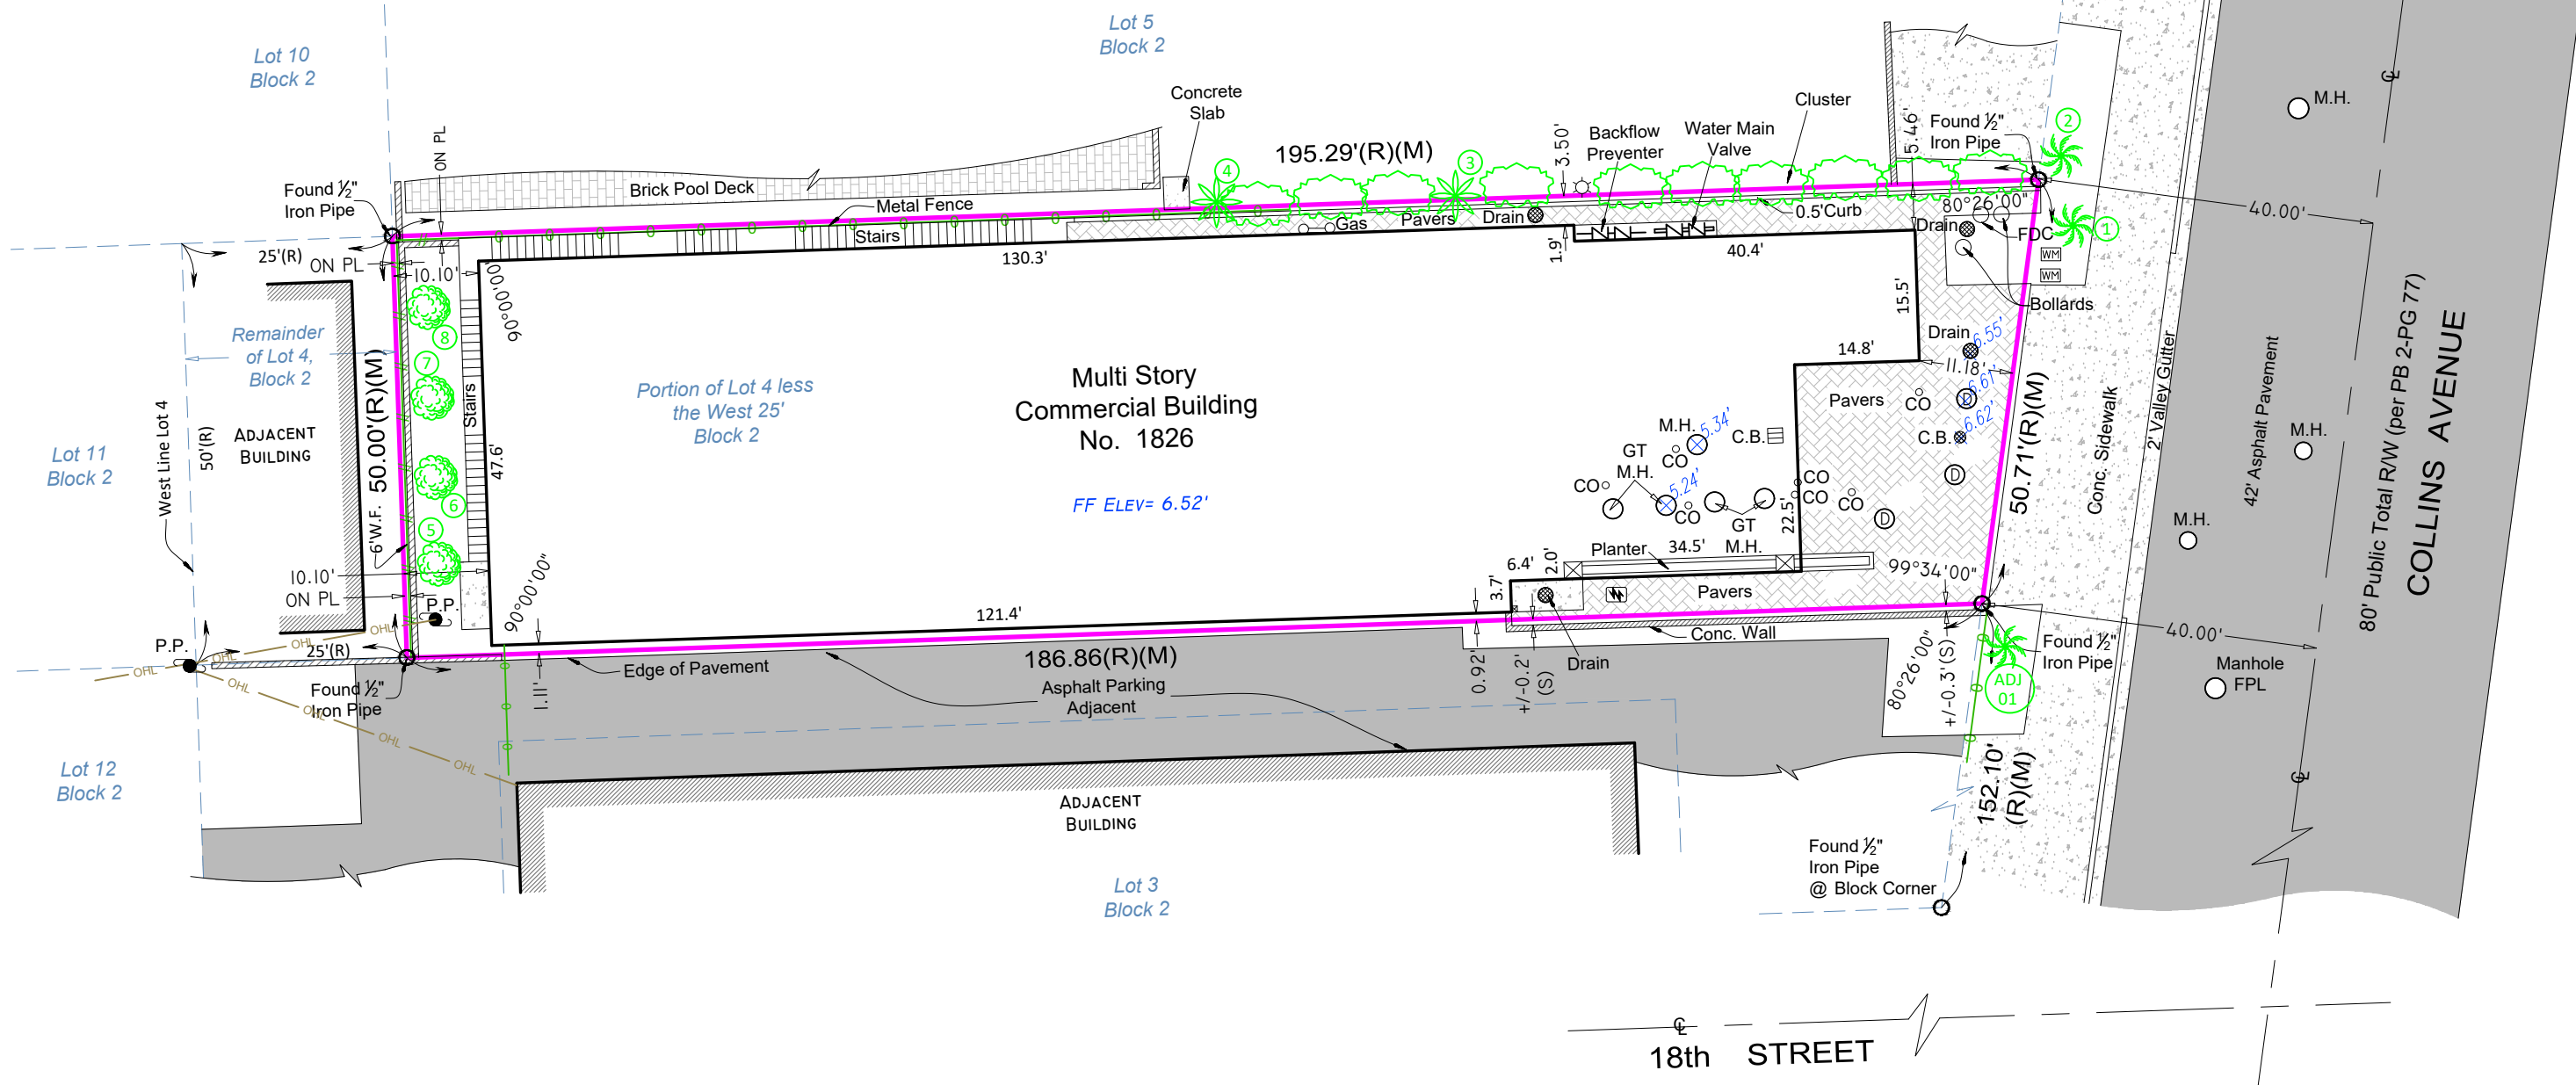 Lot 5
Block 2
Lot 10
Block 2
M.H.
℄
Concrete
Slab
Cluster
Backflow
Preventer
Water Main
Valve
Found ½"
Iron Pipe
2
ON PL
3.50'
5.46'
195.29'(R)(M)
3
4
Found ½"
Iron Pipe
Brick Pool Deck
Metal Fence
Stairs
Gas
Pavers
Drain
0.5'Curb
80°26'00"
40.00'
Drain
FDC
1
WM
WM
Bollards
25'(R)
ON PL
10.10'
90°00'00"
130.3'
1.9'
40.4'
15.5'
Drain
6.55'
14.8'
11.18'
Remainder
of Lot 4,
Block 2
8
7
6
5
Stairs
47.6'
Portion of Lot 4 less
the West 25'
Block 2
Multi Story
Commercial Building
No. 1826
FF ELEV= 6.52'
Pavers
CO
D
6.61'
6.62'
C.B.
M.H.
5.34'
C.B.
GT
M.H.
CO
CO
5.24'
CO
CO
CO
CO
GT
M.H.
D
D
22.5'
50.71'(R)(M)
Conc. Sidewalk
2' Valley Gutter
42' Asphalt Pavement
M.H.
M.H.
80' Public Total R/W (per PB 2-PG 77)
COLLINS AVENUE
Lot 11
Block 2
West Line Lot 4
50'(R)
ADJACENT
BUILDING
50.00'(R)(M)
6'W.F.
10.10'
ON PL
P.P.
90°00'00"
121.4'
Planter
34.5'
6.4'
2.0'
3.7'
Pavers
99°34'00"
P.P.
OHL
OHL
OHL
OHL
OHL
OHL
OHL
25'(R)
Found ½"
Iron Pipe
1.11'
Edge of Pavement
186.86(R)(M)
Asphalt Parking
Adjacent
0.92'
+/-0.2'
(S)
Drain
Conc. Wall
80°26'00"
+/-0.3'(S)
ADJ
01
Found ½"
Iron Pipe
40.00'
Manhole
FPL
152.10'
(R)(M)
℄
Lot 12
Block 2
ADJACENT
BUILDING
Lot 3
Block 2
Found ½"
Iron Pipe
@ Block Corner
℄
18th STREET